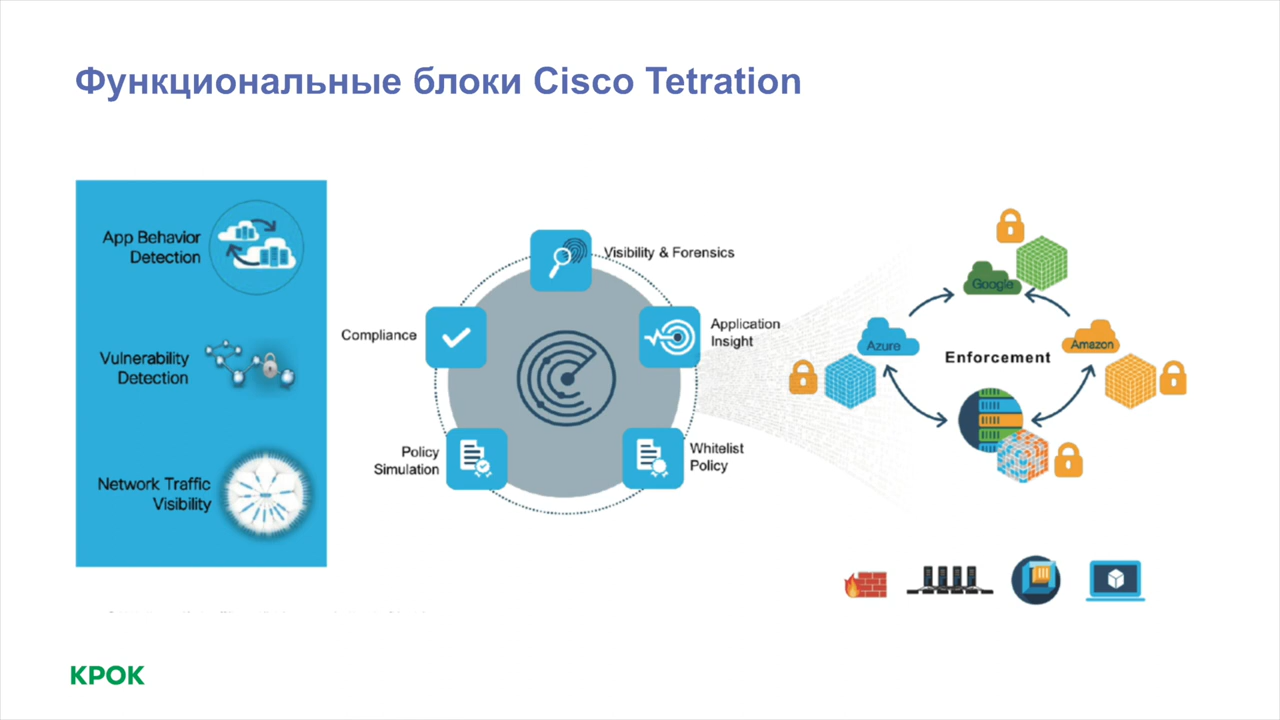 Функциональные блоки Cisco Tetration
App Behavior
Detection
Vulnerability
Detection
Network Traffic
Visibility
Visibility & Forensics
Compliance
Application
Insight
Policy
Simulation
Whitelist
Policy
Google
Azure
Amazon
Enforcement
КРОК